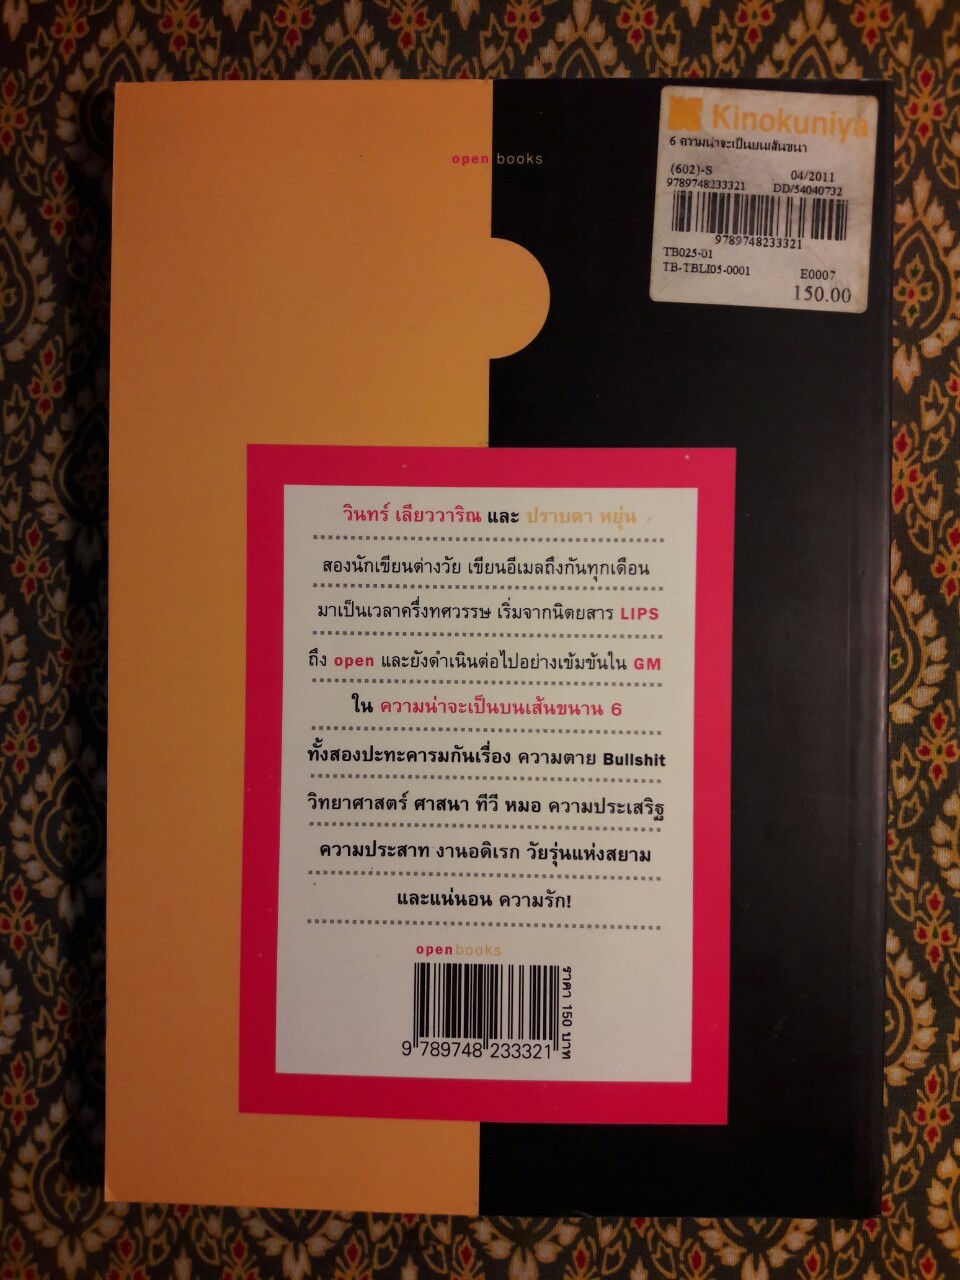 open books
Kinokuniya
6 ความน่าจะเป็นบนเส้นขนา
(602)-S 04/2011
9789748233321 DD/54040732
9789748233321
TB025-01
TB-TBLI05-0001 E0007
150.00
วินทร์ เลียววาริณ และ ปราบดา หยุ่น
สองนักเขียนต่างวัย เขียนอีเมลถึงกันทุกเดือน
มาเป็นเวลาครึ่งทศวรรษ เริ่มจากนิตยสาร LIPS
ถึง open และยังดำเนินต่อไปอย่างเข้มข้นใน GM
ใน ความน่าจะเป็นบนเส้นขนาน 6
ทั้งสองปะทะคารมกันเรื่อง ความตาย Bullshit
วิทยาศาสตร์ ศาสนา ทีวี หมอ ความประเสริฐ
ความประสาท งานอดิเรก วัยรุ่นแห่งสยาม
และแน่นอน ความรัก!
openbooks
9 789748 233321
ราคา 150 บาท